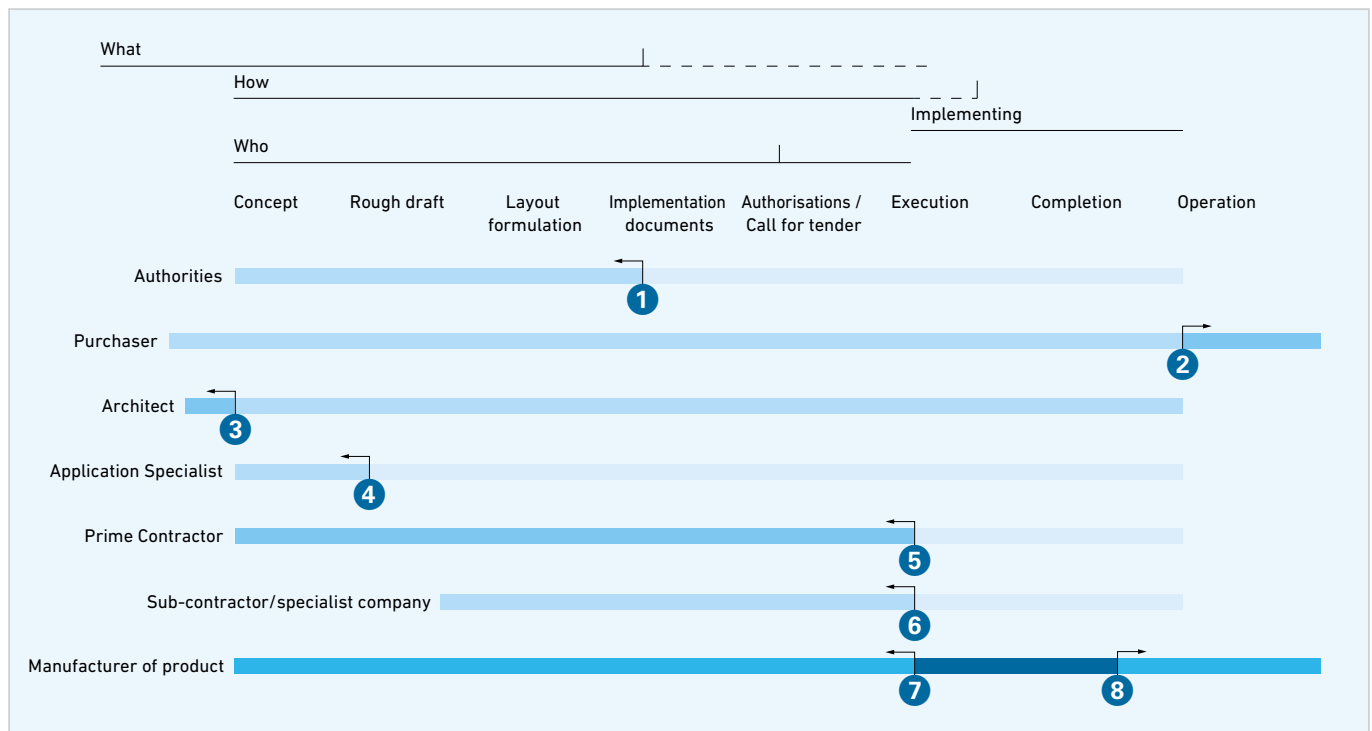 What
How
Implementing
Who
Concept
Rough draft
Layout
formulation
Implementation
documents
Authorisations /
Call for tender
Execution
Completion
Operation
Authorities
1
Purchaser
2
Architect
3
Application Specialist
4
Prime Contractor
5
Sub-contractor/specialist company
6
Manufacturer of product
7
8